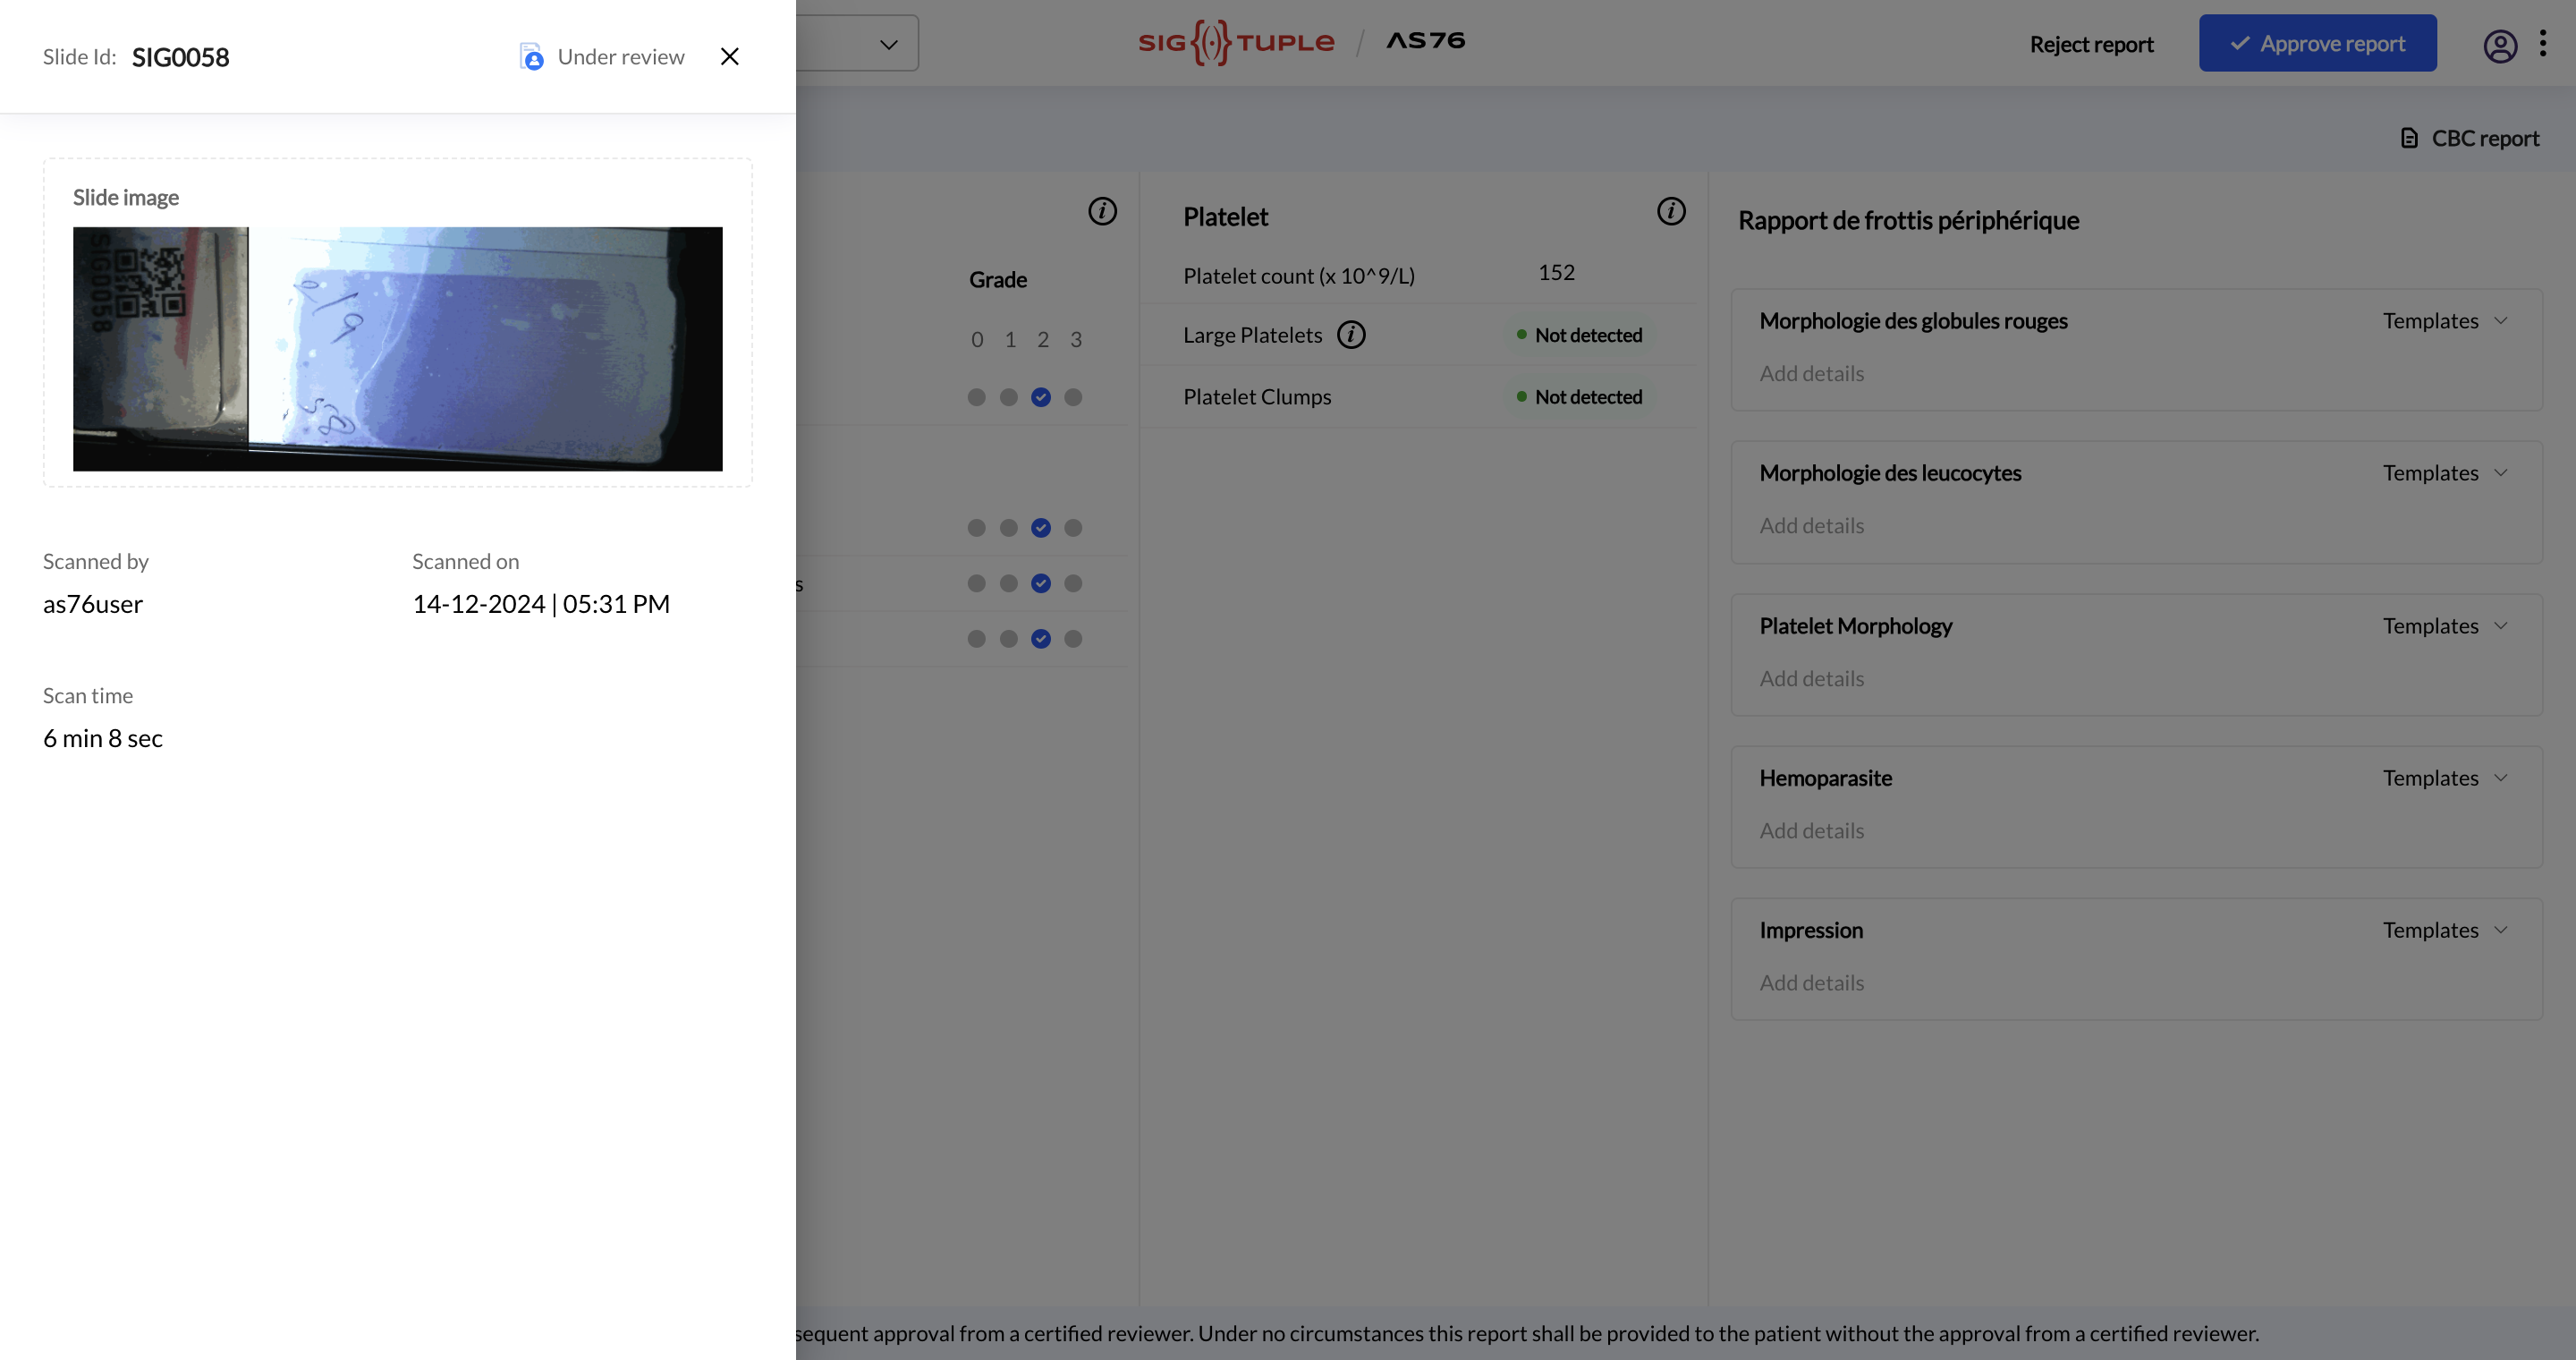 Slide Id: SIG0058
Under review
Slide image
SIG0058
Scanned by
as76user
Scanned on
14-12-2024 | 05:31 PM
Scan time
6 min 8 sec
SIG TUPLE / AS76
Reject report
Approve report
CBC report
Grade
0 1 2 3
s
Platelet
Platelet count (x 10^9/L) 152
Large Platelets Not detected
Platelet Clumps Not detected
Rapport de frottis périphérique
Morphologie des globules rouges Templates
Add details
Morphologie des leucocytes Templates
Add details
Platelet Morphology Templates
Add details
Hemoparasite Templates
Add details
Impression Templates
Add details
sequent approval from a certified reviewer. Under no circumstances this report shall be provided to the patient without the approval from a certified reviewer.